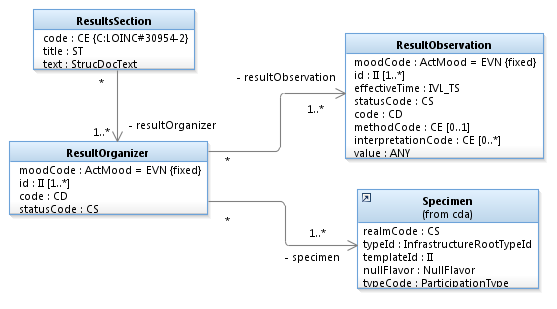 ResultsSection
code : CE {C:LOINC#30954-2}
title : ST
text : StrucDocText
*
1..*
- resultOrganizer
ResultOrganizer
moodCode : ActMood = EVN {fixed}
id : II [1..*]
code : CD
statusCode : CS
*
- resultObservation
1..*
ResultObservation
moodCode : ActMood = EVN {fixed}
id : II [1..*]
effectiveTime : IVL_TS
statusCode : CS
code : CD
methodCode : CE [0..1]
interpretationCode : CE [0..*]
value : ANY
*
1..*
- specimen
Specimen
(from cda)
realmCode : CS
typeId : InfrastructureRootTypeId
templateId : II
nullFlavor : NullFlavor
typeCode : ParticipationType